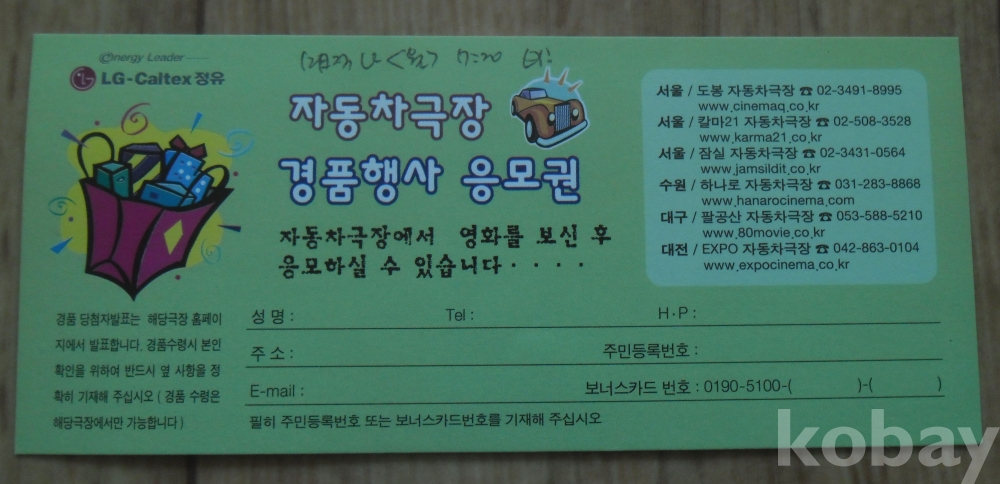 energy Leader
LG-Caltex 정유
7:20
자동차극장
경품행사 응모권
자동차극장에서 영화를 보신 후
응모하실 수 있습니다 · · · ·
서울 / 도봉 자동차극장 ☎ 02-3491-8995
www.cinemaq.co.kr
서울 / 칼마21 자동차극장 ☎ 02-508-3528
www.karma21.co.kr
서울 / 잠실 자동차극장 ☎ 02-3431-0564
www.jamsildit.co.kr
수원 / 하나로 자동차극장 ☎ 031-283-8868
www.hanarocinema.com
대구 / 팔공산 자동차극장 ☎ 053-588-5210
www.80movie.co.kr
대전 / EXPO 자동차극장 ☎ 042-863-0104
www.expocinema.co.kr
경품 당첨자발표는 해당극장 홈페이
지에서 발표합니다. 경품수령시 본인
확인을 위하여 반드시 옆 사항을 정
확히 기재해 주십시오 ( 경품 수령은
해당극장에서만 가능합니다 )
성 명 : Tel : H·P :
주 소 : 주민등록번호 :
E-mail : 보너스카드 번호 : 0190-5100-( )-( )
필히 주민등록번호 또는 보너스카드번호를 기재해 주십시오
kobay